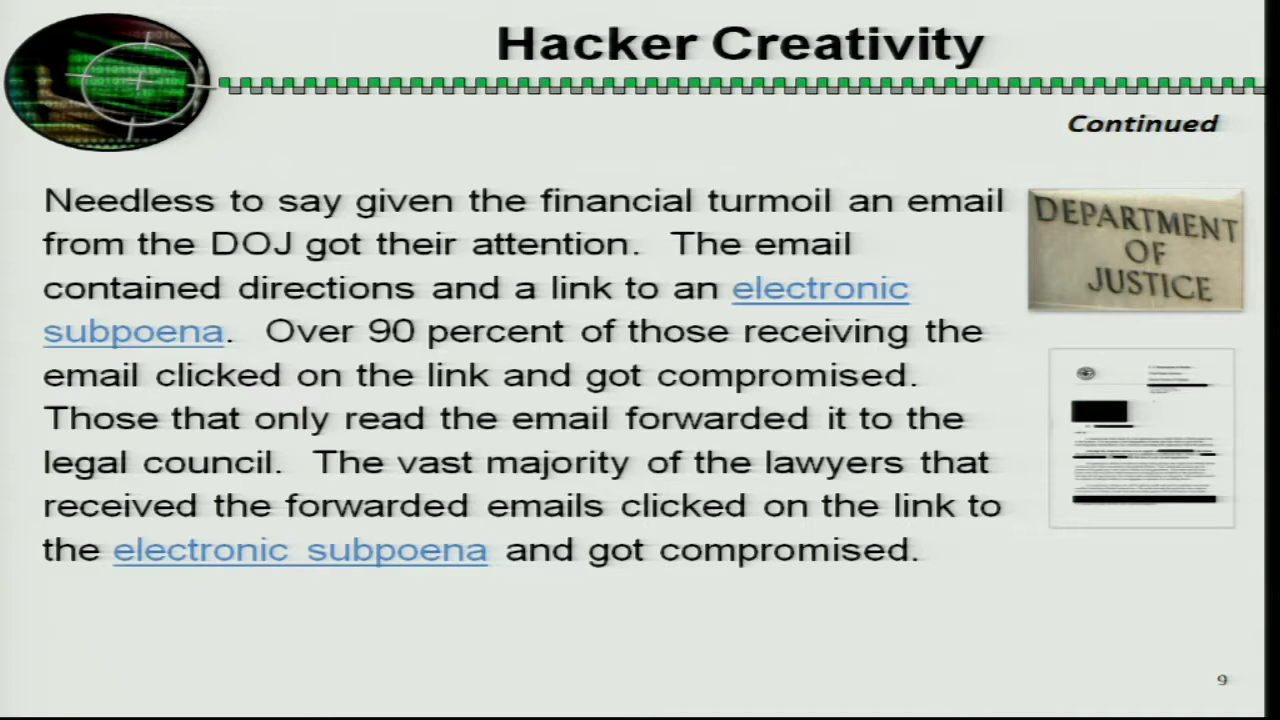 Hacker Creativity
Continued
Needless to say given the financial turmoil an email
from the DOJ got their attention. The email
contained directions and a link to an electronic
subpoena. Over 90 percent of those receiving the
email clicked on the link and got compromised.
Those that only read the email forwarded it to the
legal council. The vast majority of the lawyers that
received the forwarded emails clicked on the link to
the electronic subpoena and got compromised.
DEPARTMENT
OF
JUSTICE
9